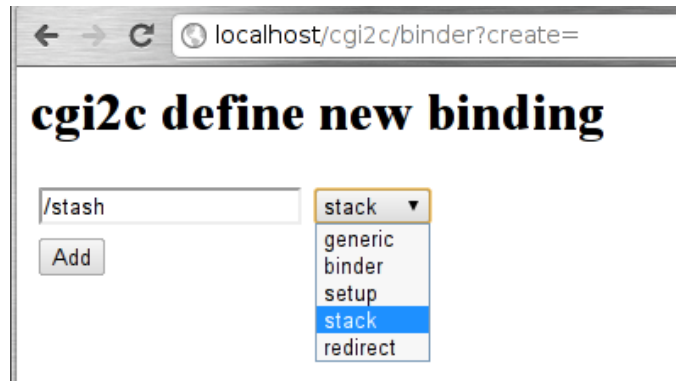 localhost/cgi2c/binder?create=
cgi2c define new binding
/stash stack
Add
generic
binder
setup
stack
redirect